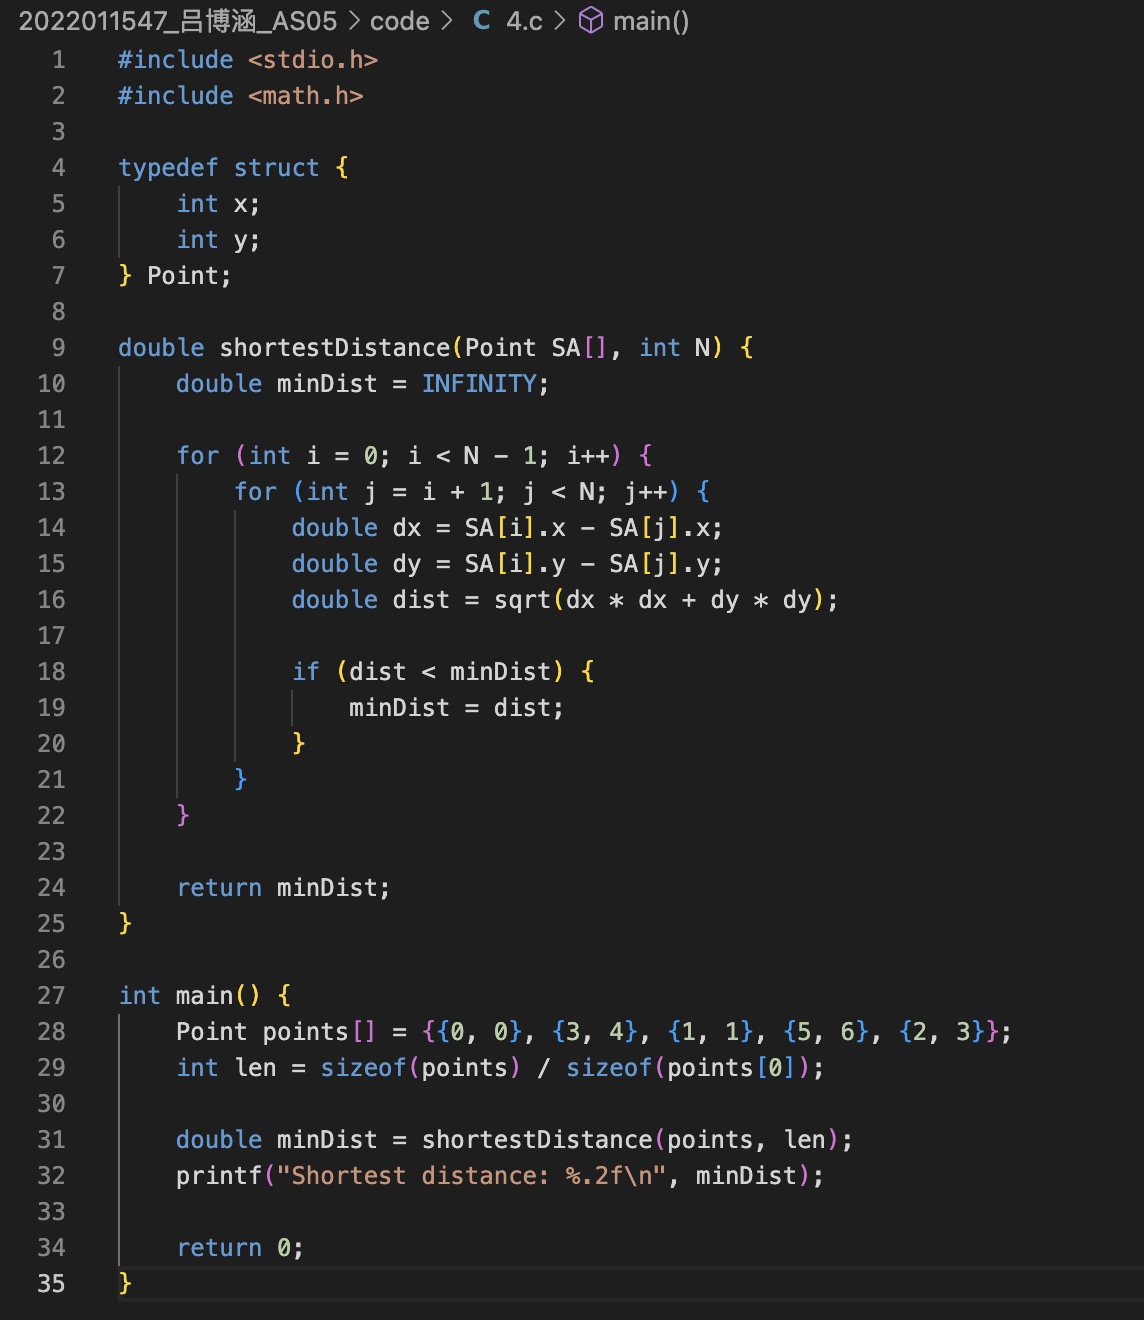 2022011547_吕博涵_AS05 > code > C 4.c > main()
1 #include <stdio.h>
2 #include <math.h>
3
4 typedef struct {
5     int x;
6     int y;
7 } Point;
8
9 double shortestDistance(Point SA[], int N) {
10     double minDist = INFINITY;
11
12     for (int i = 0; i < N - 1; i++) {
13         for (int j = i + 1; j < N; j++) {
14             double dx = SA[i].x - SA[j].x;
15             double dy = SA[i].y - SA[j].y;
16             double dist = sqrt(dx * dx + dy * dy);
17
18             if (dist < minDist) {
19                 minDist = dist;
20             }
21         }
22     }
23
24     return minDist;
25 }
26
27 int main() {
28     Point points[] = {{0, 0}, {3, 4}, {1, 1}, {5, 6}, {2, 3}};
29     int len = sizeof(points) / sizeof(points[0]);
30
31     double minDist = shortestDistance(points, len);
32     printf("Shortest distance: %.2f\n", minDist);
33
34     return 0;
35 }